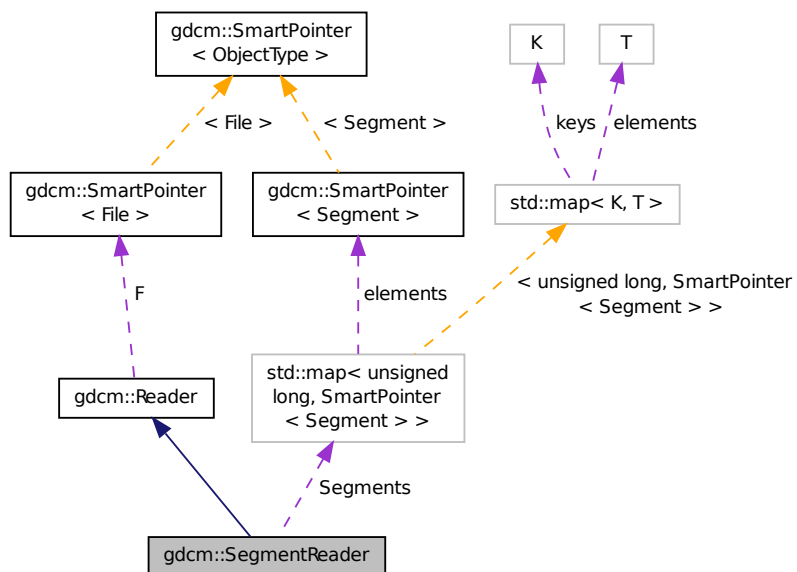 gdcm::SmartPointer
< ObjectType >
K
T
< File >
< Segment >
keys
elements
gdcm::SmartPointer
< File >
gdcm::SmartPointer
< Segment >
std::map< K, T >
F
elements
< unsigned long, SmartPointer
< Segment > >
gdcm::Reader
std::map< unsigned
long, SmartPointer
< Segment > >
Segments
gdcm::SegmentReader